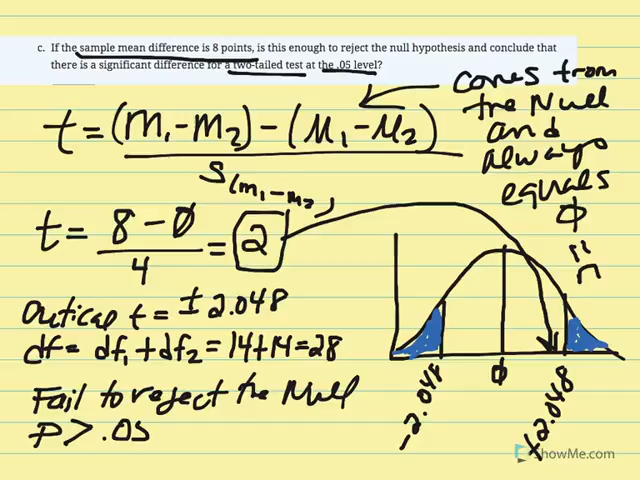 c. If the sample mean difference is 8 points, is this enough to reject the null hypothesis and conclude that
there is a significant difference for a two-tailed test at the .05 level?
comes from
the Null
and
always
equals
φ
t = (M₁ - M₂) - (μ₁ - μ₂)
S(M₁ - M₂)
t = 8 - 0 = 2
4
Critical t = ± 2.048
df = df₁ + df₂ = 14 + 14 = 28
Fail to reject the Null
P > .05
-2.048
φ
+2.048
ShowMe.com